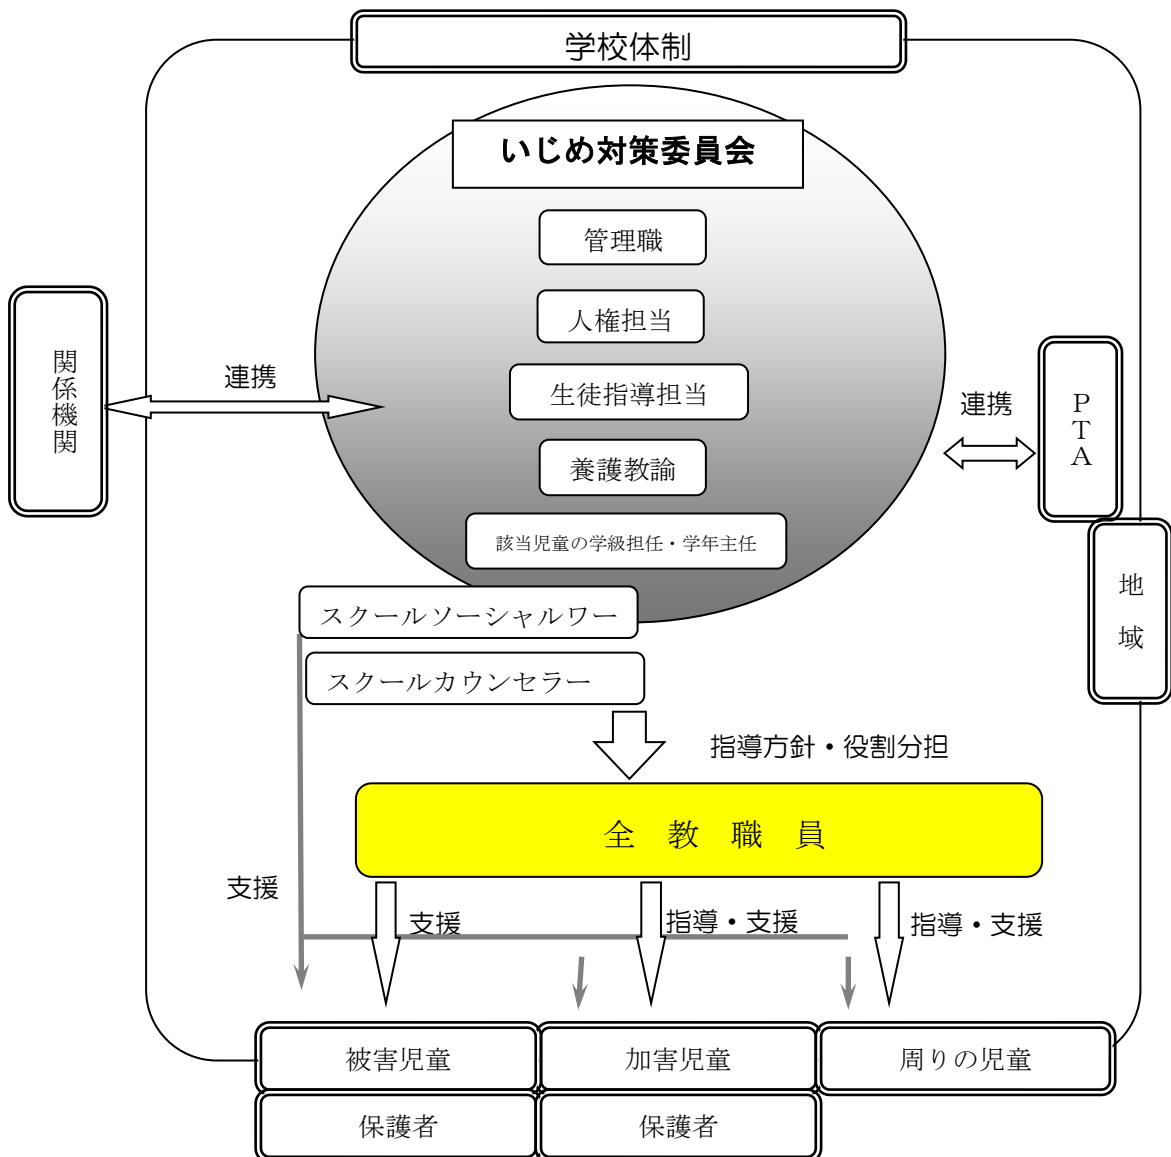 学校体制
いじめ対策委員会
管理職
人権担当
生徒指導担当
養護教諭
該当児童の学級担任・学年主任
スクールソーシャルワー
スクールカウンセラー
関係機関
連携
連携
PTA
地域
指導方針・役割分担
全教職員
支援
支援
指導・支援
指導・支援
被害児童
加害児童
周りの児童
保護者
保護者